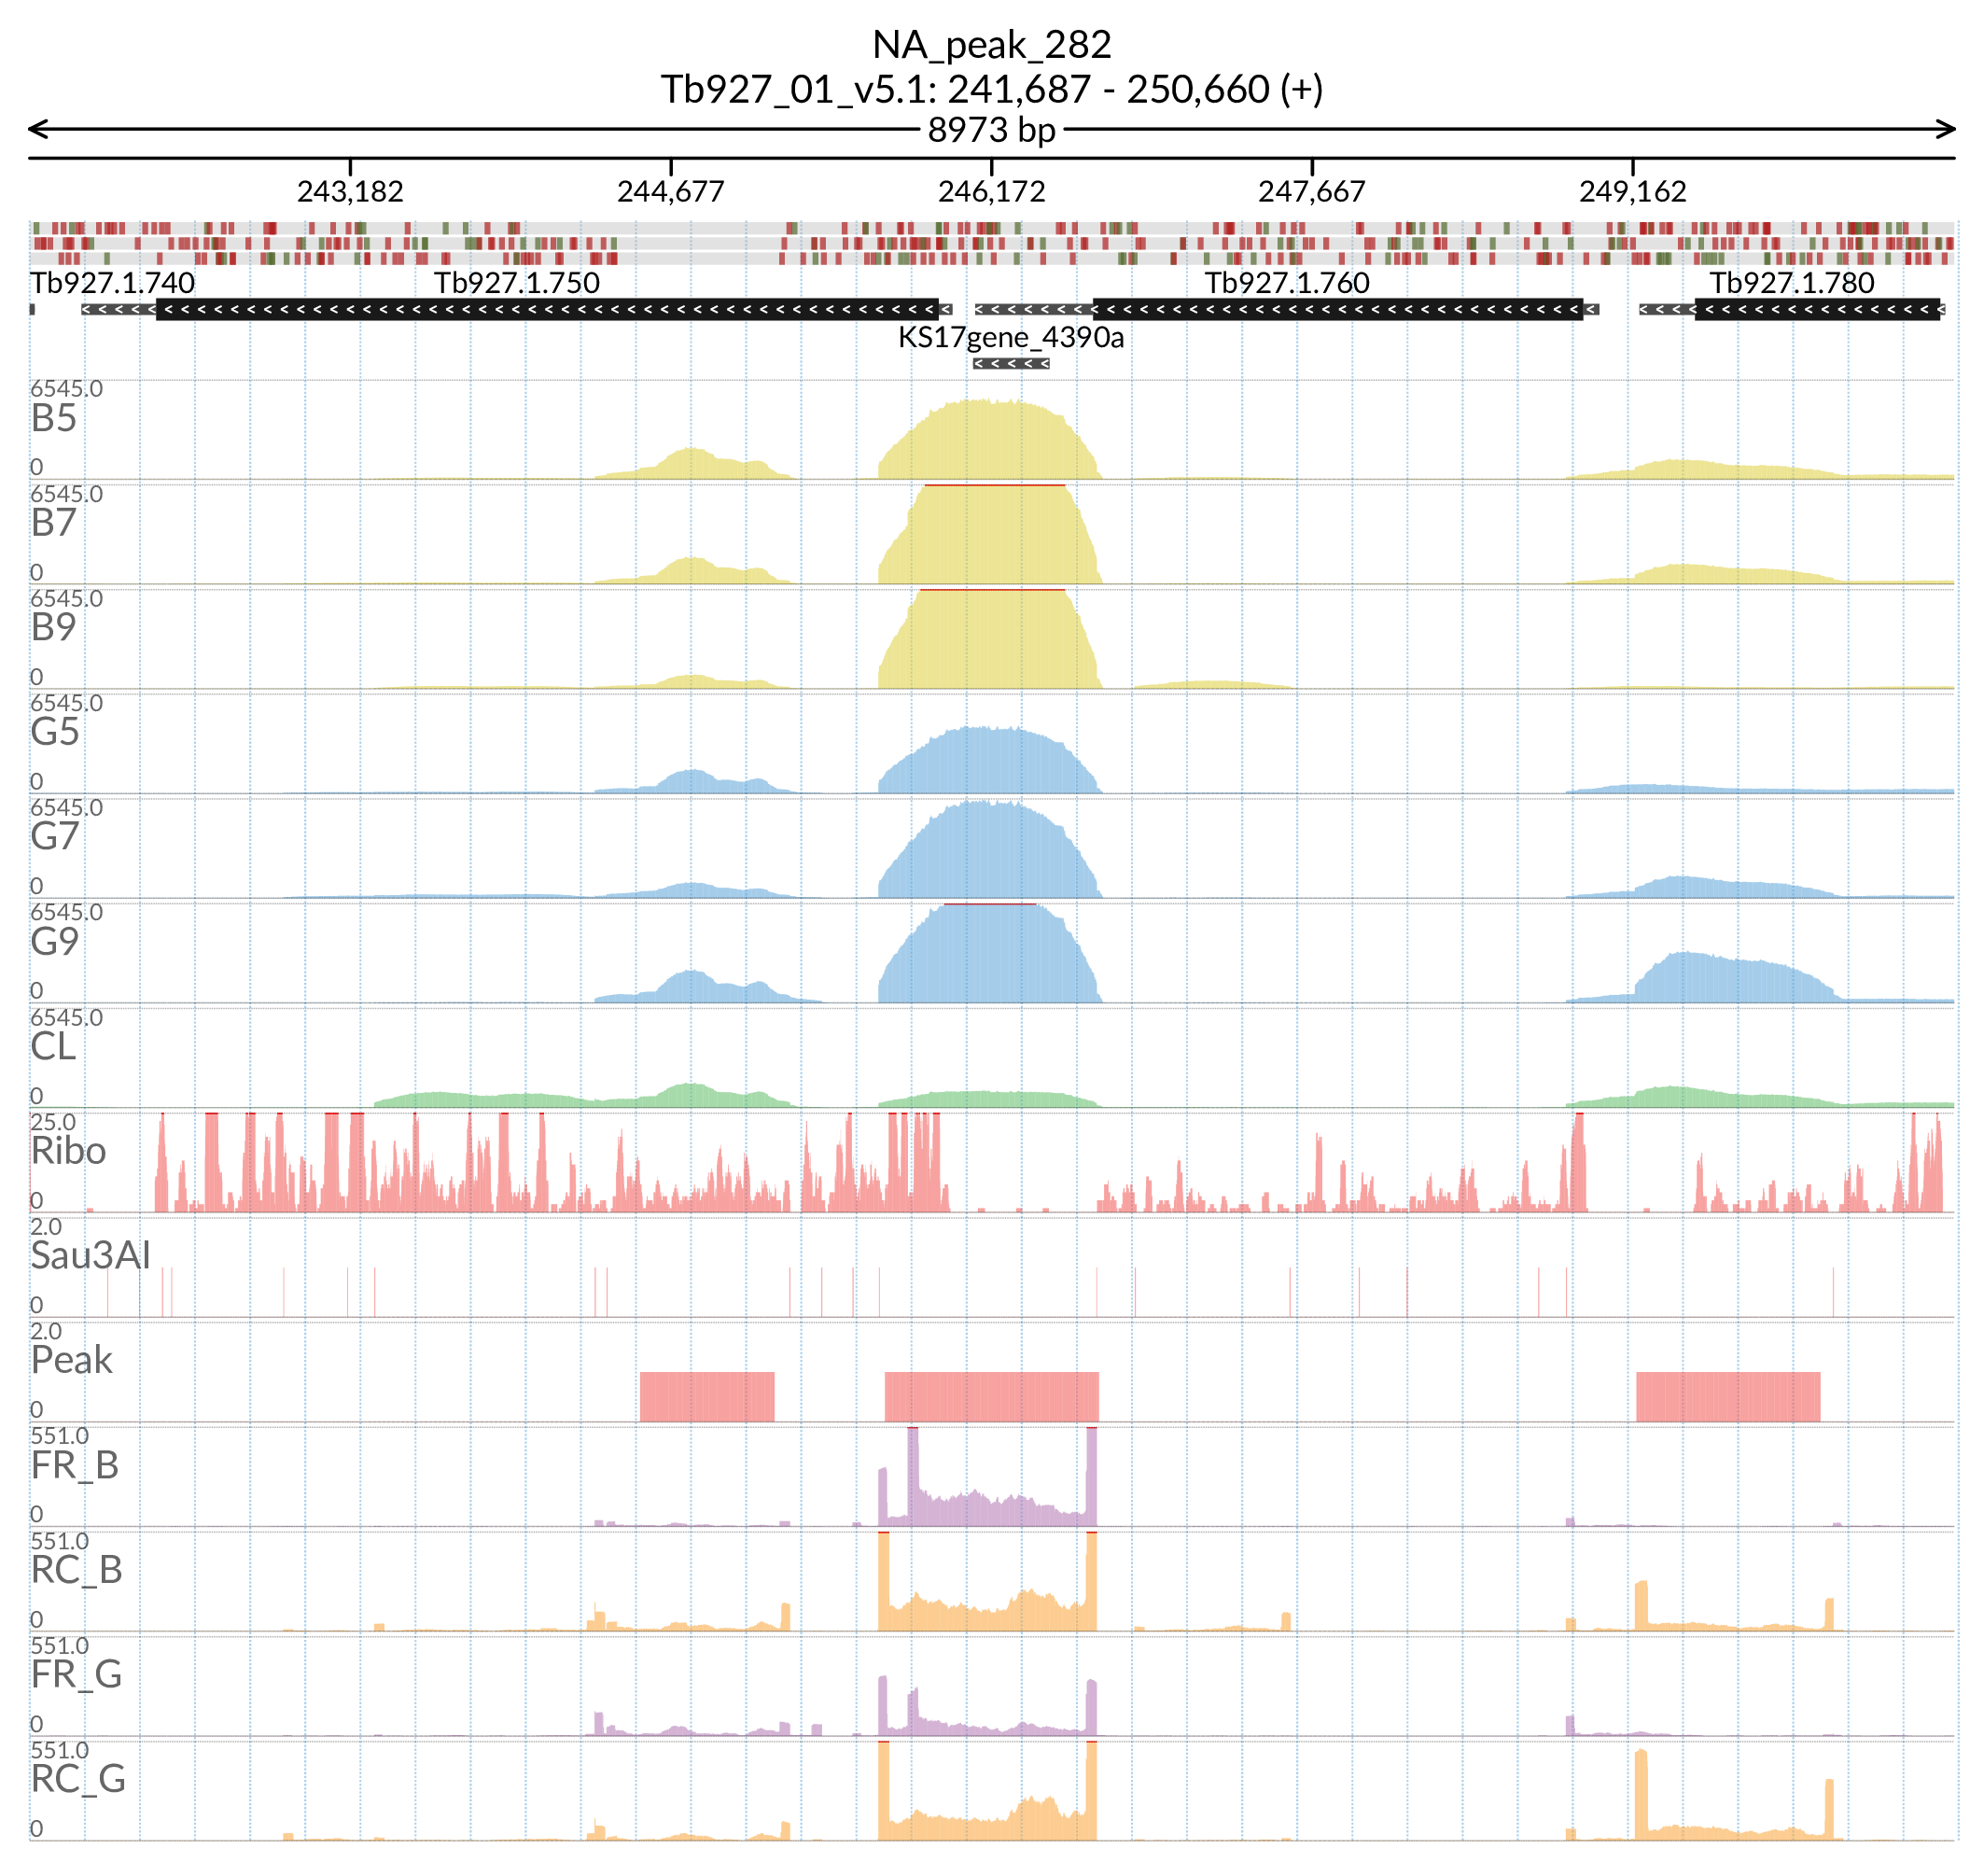 NA_peak_282
Tb927_01_v5.1: 241,687 - 250,660 (+)
8973 bp
243,182 244,677 246,172 247,667 249,162
Tb927.1.740 Tb927.1.750 Tb927.1.760 Tb927.1.780
KS17gene_4390a
6545.0
B5
0
6545.0
B7
0
6545.0
B9
0
6545.0
G5
0
6545.0
G7
0
6545.0
G9
0
6545.0
CL
0
25.0
Ribo
0
2.0
Sau3AI
0
2.0
Peak
0
551.0
FR_B
0
551.0
RC_B
0
551.0
FR_G
0
551.0
RC_G
0